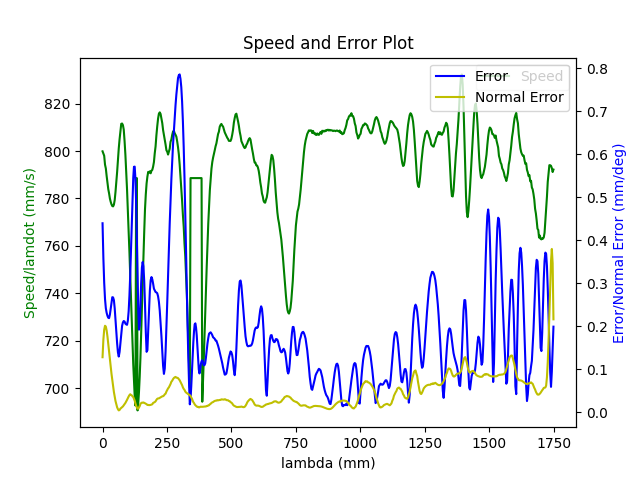 Speed and Error Plot
Error
Speed
Normal Error
Speed/lamdot (mm/s)
820
800
780
760
740
720
700
0.8
0.7
0.6
0.5
0.4
0.3
0.2
0.1
0.0
Error/Normal Error (mm/deg)
0 250 500 750 1000 1250 1500 1750
lambda (mm)